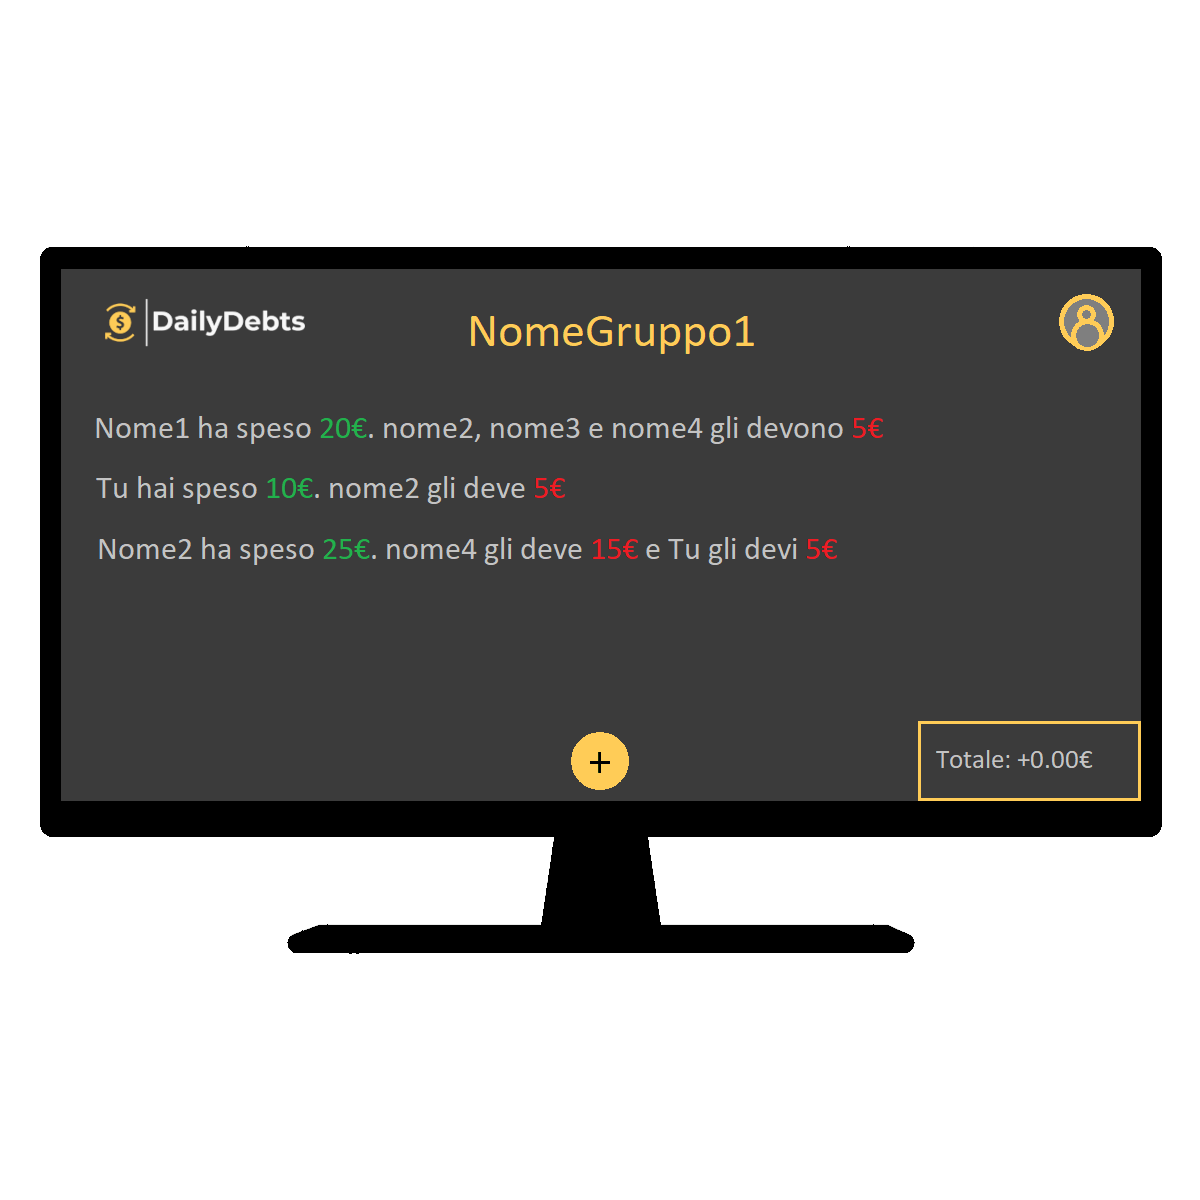 DailyDebts
NomeGruppo1
Nome1 ha speso 20€. nome2, nome3 e nome4 gli devono 5€
Tu hai speso 10€. nome2 gli deve 5€
Nome2 ha speso 25€. nome4 gli deve 15€ e Tu gli devi 5€
+
Totale: +0.00€